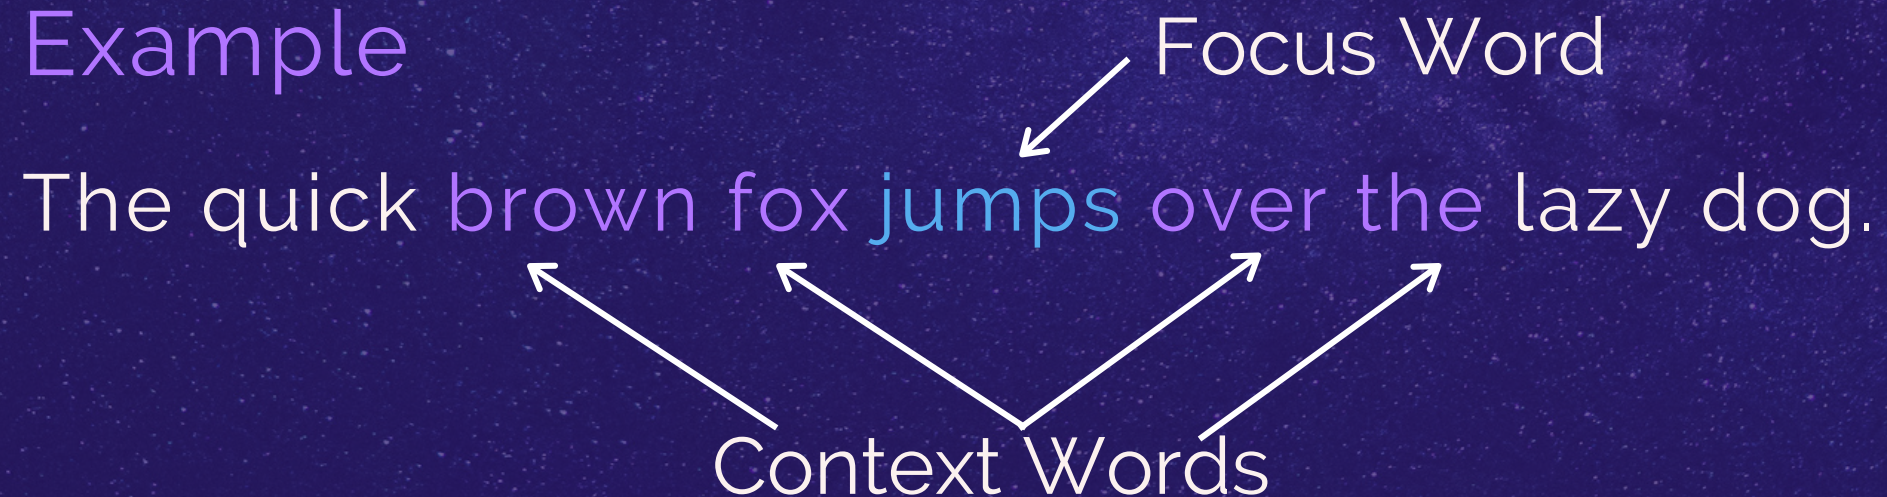 Example
Focus Word
The quick brown fox jumps over the lazy dog.
Context Words